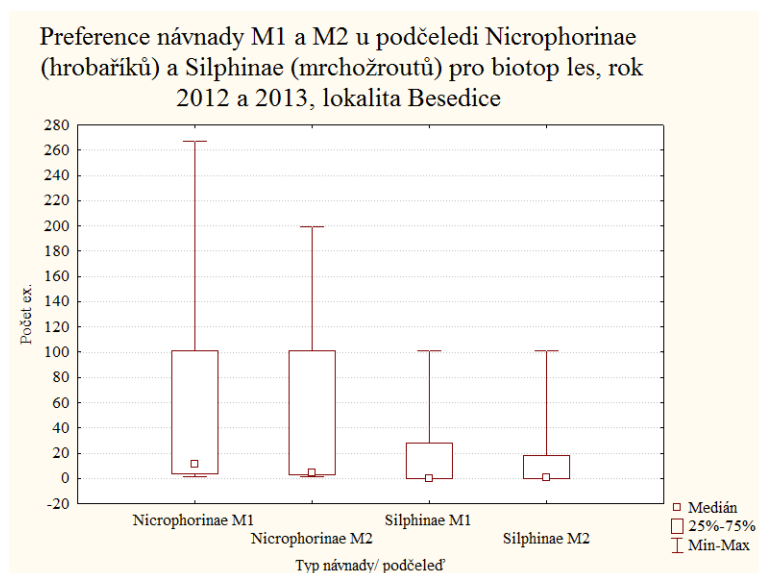 Preference návnady M1 a M2 u podčeledi Nicrophorinae
(hrobaříků) a Silphinae (mrchožroutů) pro biotop les, rok
2012 a 2013, lokalita Besedice
280
260
240
220
200
180
160
140
120
100
80
60
40
20
0
-20
Počet ex.
Nicrophorinae M1
Nicrophorinae M2
Silphinae M1
Silphinae M2
Typ návnady/ podčeleď
Medián
25%-75%
Min-Max